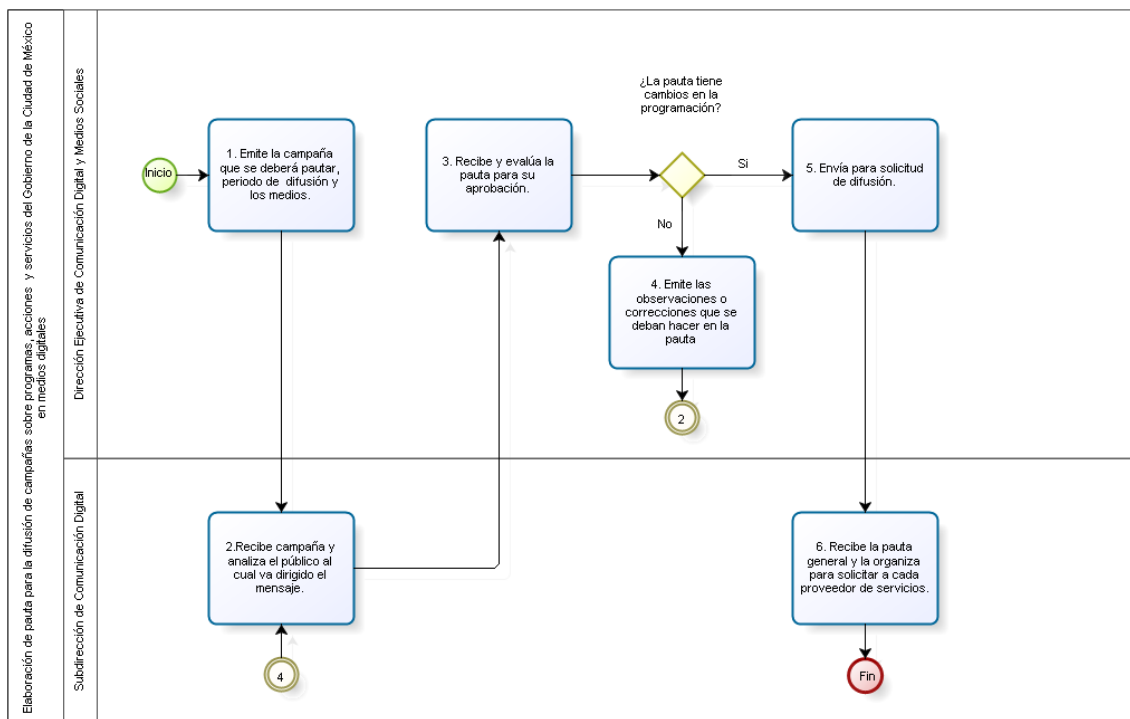 Elaboración de pauta para la difusión de campañas sobre programas, acciones y servicios del Gobierno de la Ciudad de México
en medios digitales
Dirección Ejecutiva de Comunicación Digital y Medios Sociales
Inicio
1. Emite la campaña
que se deberá pautar,
periodo de difusión y
los medios.
3. Recibe y evalúa la
pauta para su
aprobación.
¿La pauta tiene
cambios en la
programación?
Si
No
5. Envía para solicitud
de difusión.
4. Emite las
observaciones o
correcciones que se
deban hacer en la
pauta
2
Subdirección de Comunicación Digital
2.Recibe campaña y
analiza el público al
cual va dirigido el
mensaje.
4
6. Recibe la pauta
general y la organiza
para solicitar a cada
proveedor de servicios.
Fin